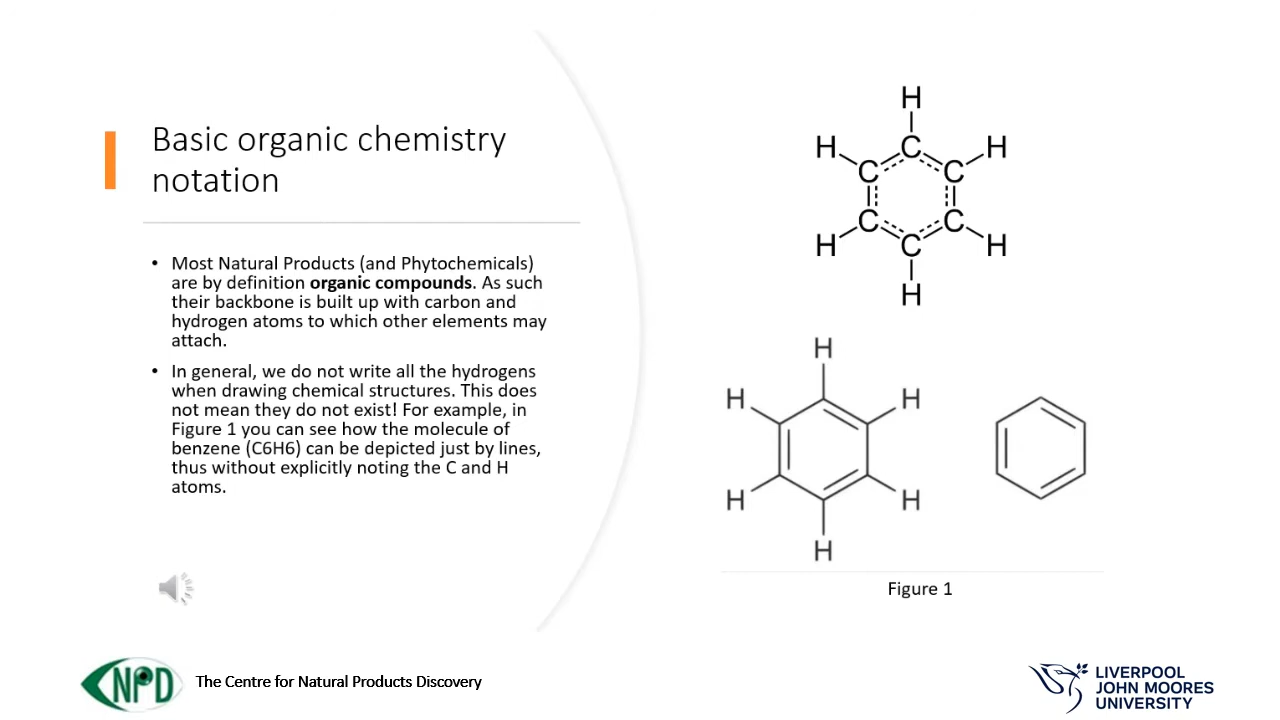 Basic organic chemistry
notation
• Most Natural Products (and Phytochemicals)
are by definition organic compounds. As such
their backbone is built up with carbon and
hydrogen atoms to which other elements may
attach.
• In general, we do not write all the hydrogens
when drawing chemical structures. This does
not mean they do not exist! For example, in
Figure 1 you can see how the molecule of
benzene (C6H6) can be depicted just by lines,
thus without explicitly noting the C and H
atoms.
H
H C H
C C
C C
H C H
H
H
H H
H H
H
Figure 1
NPD
The Centre for Natural Products Discovery
LIVERPOOL
JOHN MOORES
UNIVERSITY